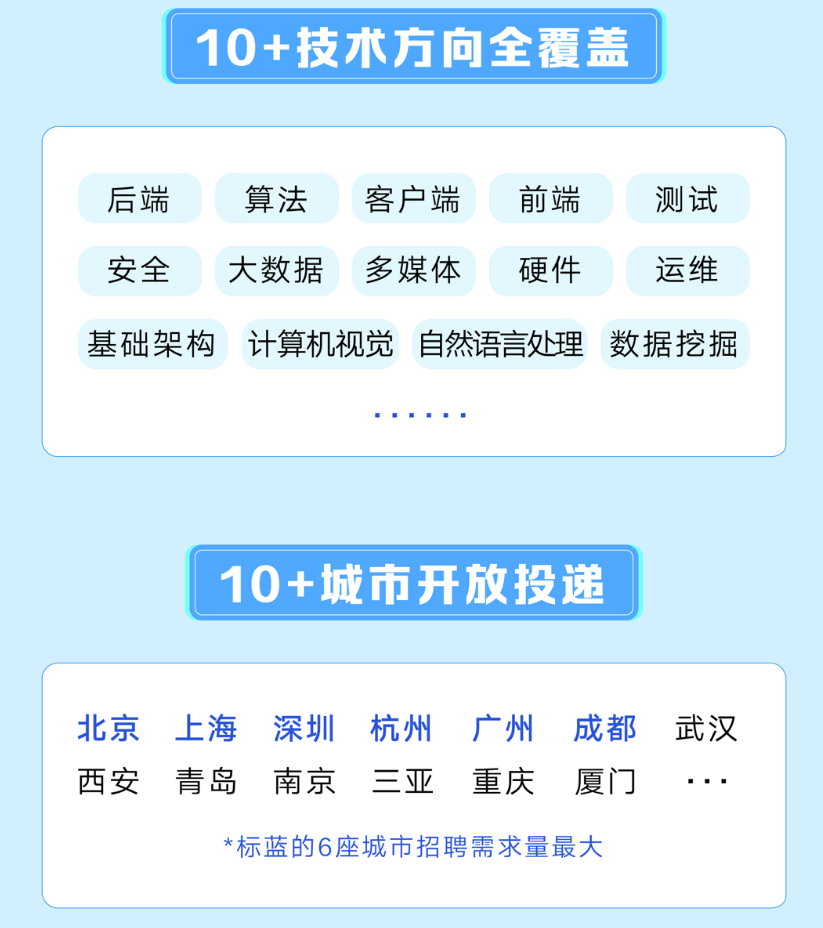 10+技术方向全覆盖
后端 算法 客户端 前端 测试
安全 大数据 多媒体 硬件 运维
基础架构 计算机视觉 自然语言处理 数据挖掘
······
10+城市开放投递
北京 上海 深圳 杭州 广州 成都 武汉
西安 青岛 南京 三亚 重庆 厦门 ···
*标蓝的6座城市招聘需求量最大